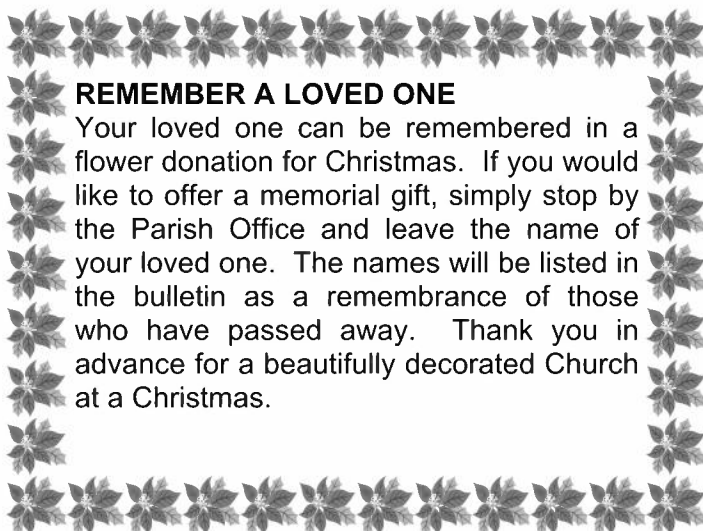 REMEMBER A LOVED ONE
Your loved one can be remembered in a
flower donation for Christmas. If you would
like to offer a memorial gift, simply stop by
the Parish Office and leave the name of
your loved one. The names will be listed in
the bulletin as a remembrance of those
who have passed away. Thank you in
advance for a beautifully decorated Church
at a Christmas.